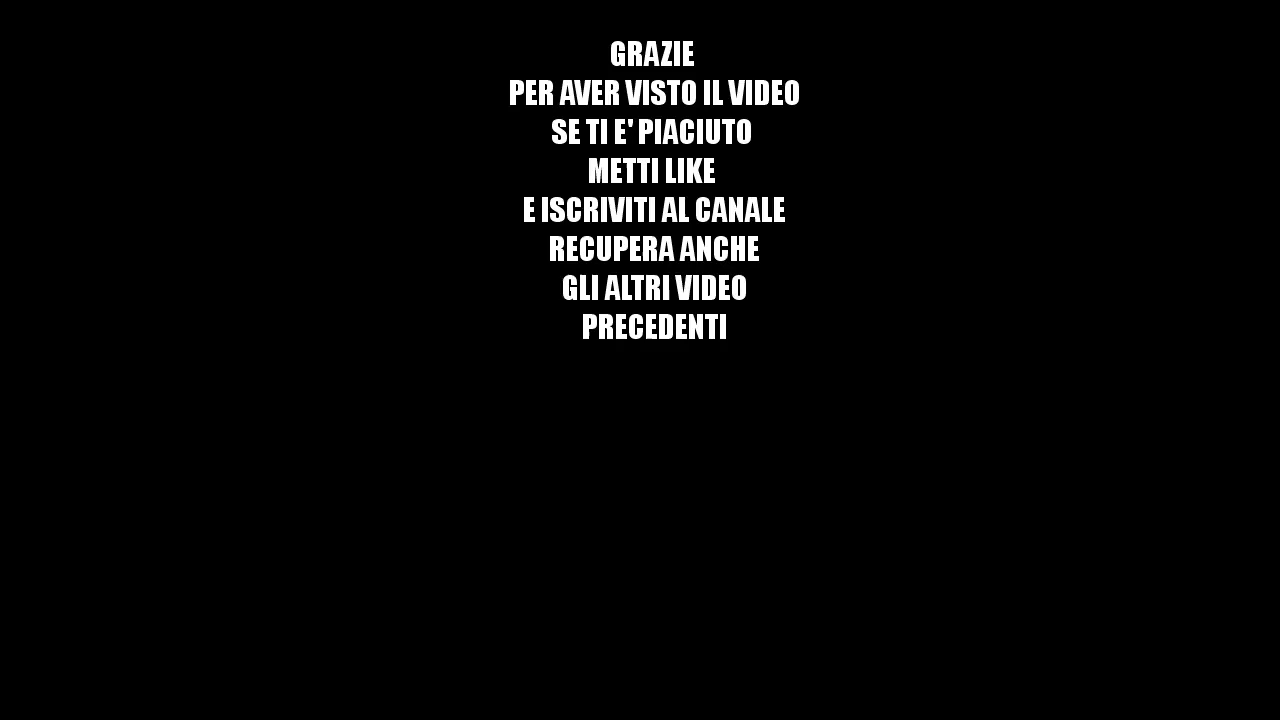 GRAZIE
PER AVER VISTO IL VIDEO
SE TI E' PIACIUTO
METTI LIKE
E ISCRIVITI AL CANALE
RECUPERA ANCHE
GLI ALTRI VIDEO
PRECEDENTI